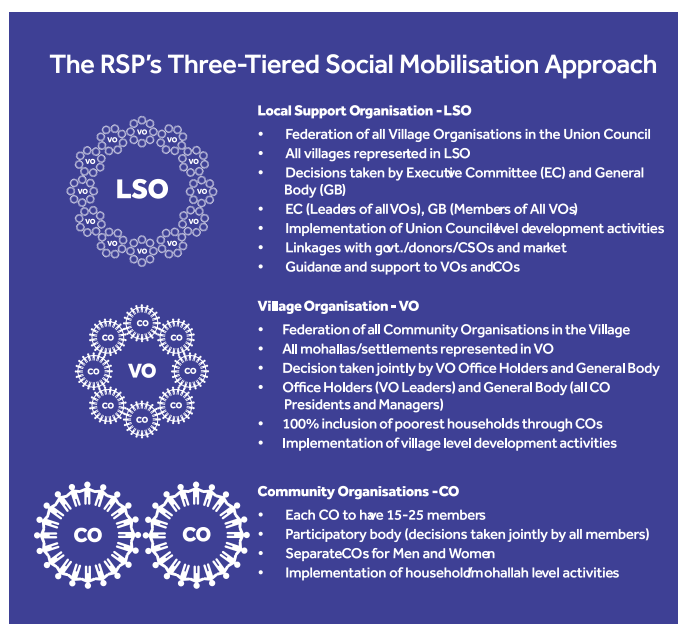 The RSP's Three-Tiered Social Mobilisation Approach
VO
VO VO
VO VO
VO LSO VO
VO VO
VO VO
VO
Local Support Organisation - LSO
• Federation of all Village Organisations in the Union Council
• All villages represented in LSO
• Decisions taken by Executive Committee (EC) and General
Body (GB)
• EC (Leaders of all VOs), GB (Members of All VOs)
• Implementation of Union Council level development activities
• Linkages with govt./donors/CSOs and market
• Guidance and support to VOs and COs
CO
CO CO
CO VO CO
CO CO
CO
Village Organisation - VO
• Federation of all Community Organisations in the Village
• All mohallas/settlements represented in VO
• Decision taken jointly by VO Office Holders and General Body
• Office Holders (VO Leaders) and General Body (all CO
Presidents and Managers)
• 100% inclusion of poorest households through COs
• Implementation of village level development activities
CO CO
Community Organisations - CO
• Each CO to have 15-25 members
• Participatory body (decisions taken jointly by all members)
• Separate COs for Men and Women
• Implementation of household/mohallah level activities